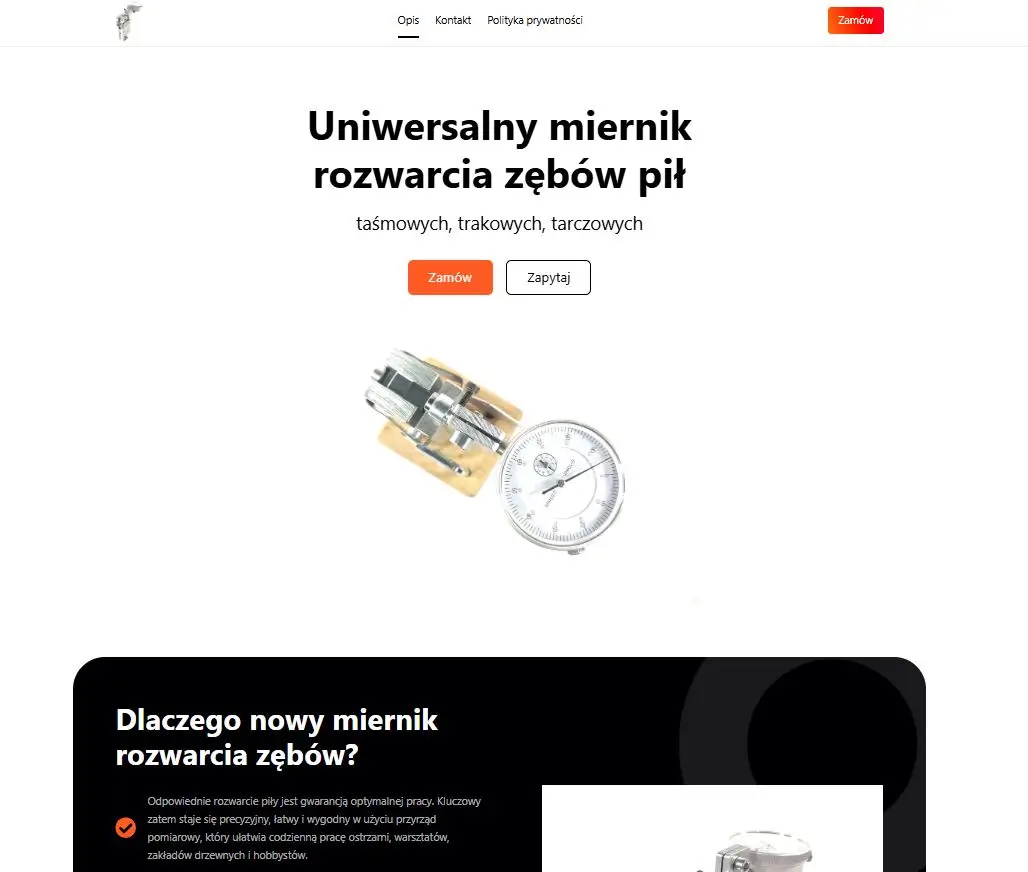 Opis Kontakt Polityka prywatności Zamów
Uniwersalny miernik
rozwarcia zębów pił
taśmowych, trakowych, tarczowych
Zamów Zapytaj
Dlaczego nowy miernik
rozwarcia zębów?
Odpowiednie rozwarcie piły jest gwarancją optymalnej pracy. Kluczowy
zatem staje się precyzyjny, łatwy i wygodny w użyciu przyrząd
pomiarowy, który ułatwia codzienną pracę ostrzarni, warsztatów,
zakładów drzewnych i hobbystów.